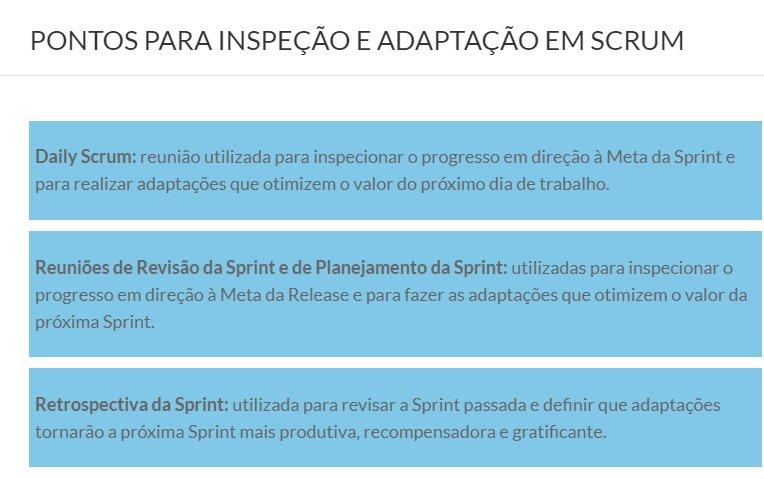 PONTOS PARA INSPEÇÃO E ADAPTAÇÃO EM SCRUM
Daily Scrum: reunião utilizada para inspecionar o progresso em direção à Meta da Sprint e
para realizar adaptações que otimizem o valor do próximo dia de trabalho.
Reuniões de Revisão da Sprint e de Planejamento da Sprint: utilizadas para inspecionar o
progresso em direção à Meta da Release e para fazer as adaptações que otimizem o valor da
próxima Sprint.
Retrospectiva da Sprint: utilizada para revisar a Sprint passada e definir que adaptações
tornarão a próxima Sprint mais produtiva, recompensadora e gratificante.